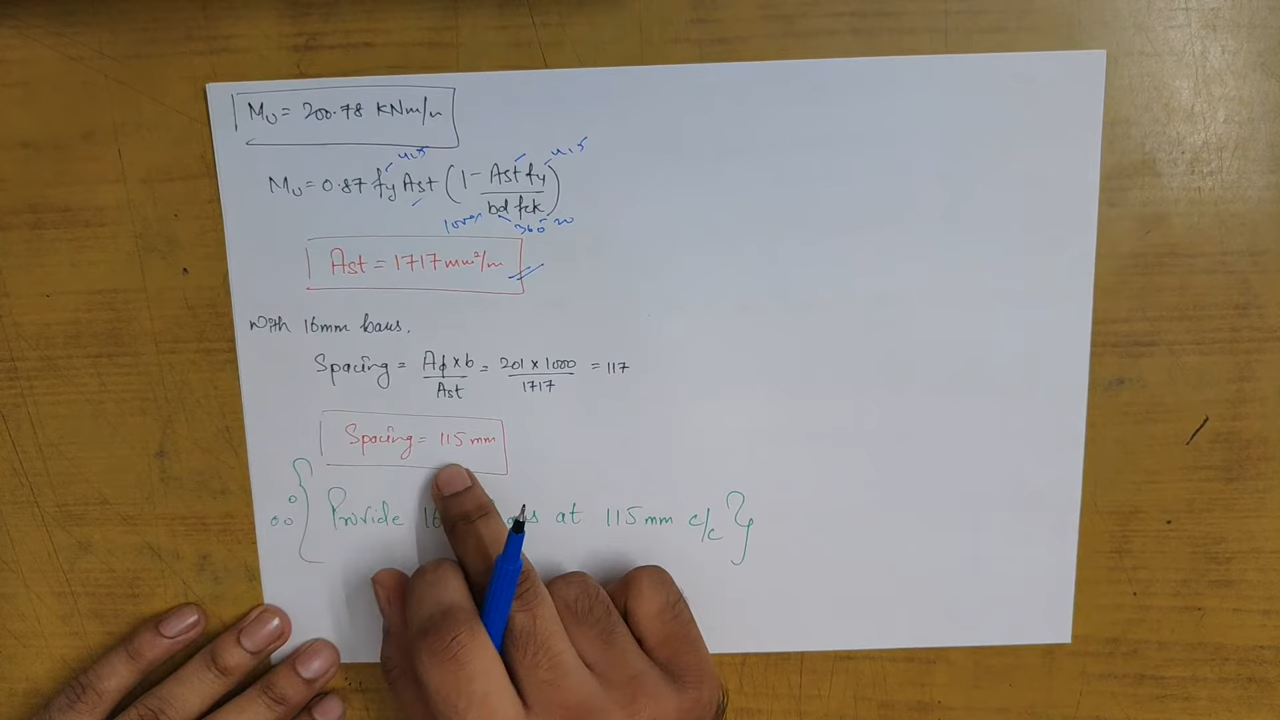 Mu = 200.78 KNm/m
415 415
Mu = 0.87 fy Ast (1 - Ast fy / bd fck)
1000 360 20
Ast = 1717 mm²/m
With 16mm bars.
Spacing = Aϕ x b / Ast = 201 x 1000 / 1717 = 117
Spacing = 115 mm
{ Provide 16 at 115 mm c/c }